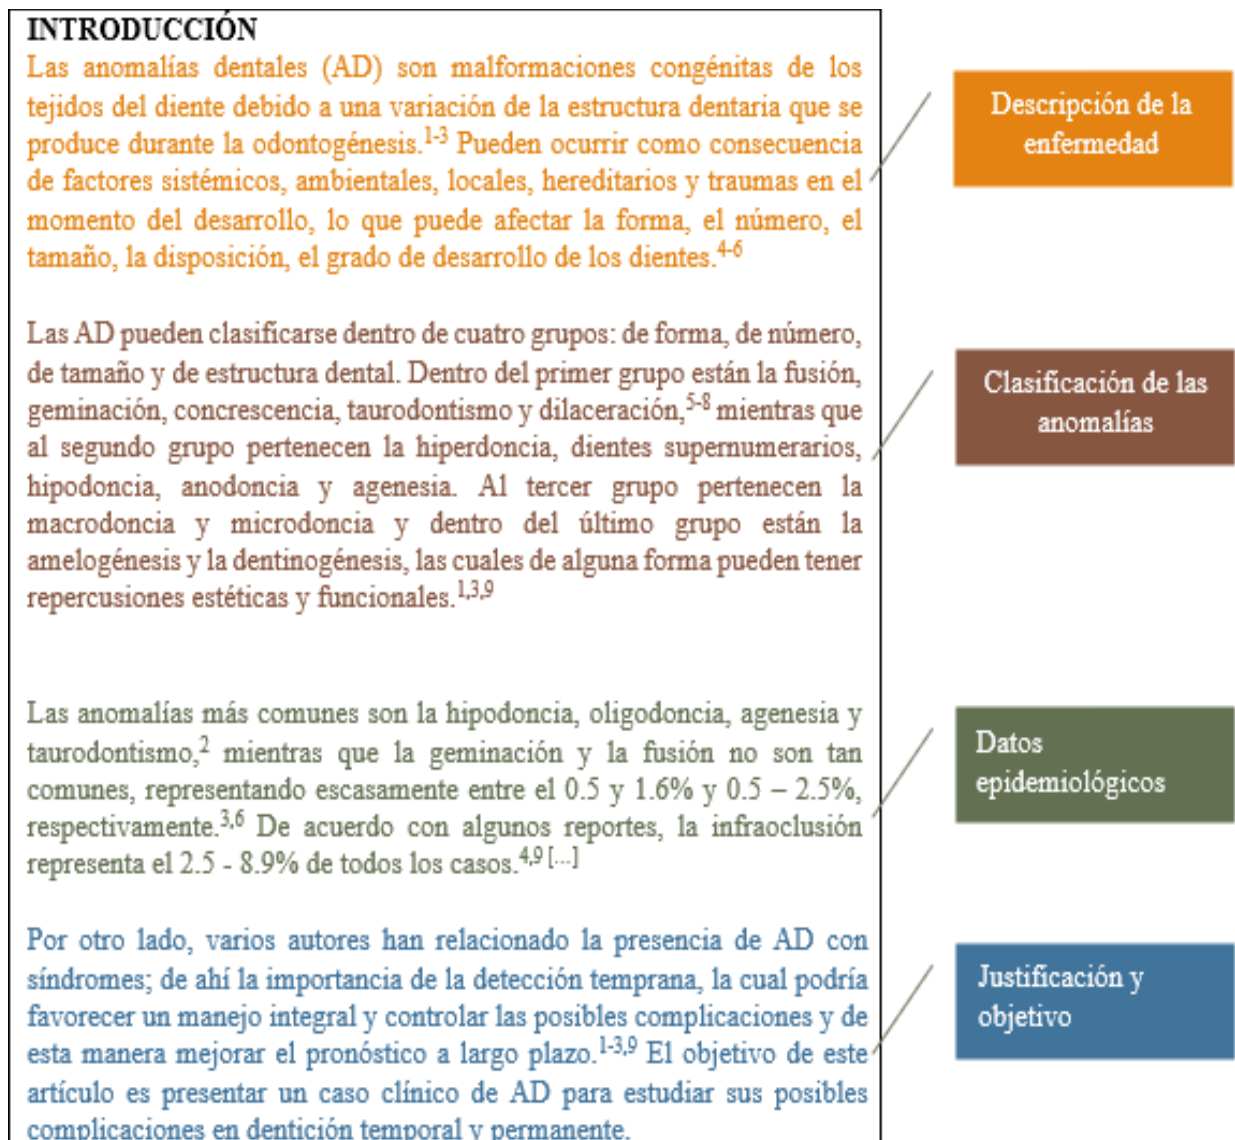 INTRODUCCIÓN
Las anomalías dentales (AD) son malformaciones congénitas de los
tejidos del diente debido a una variación de la estructura dentaria que se
produce durante la odontogénesis.1-3 Pueden ocurrir como consecuencia
de factores sistémicos, ambientales, locales, hereditarios y traumas en el
momento del desarrollo, lo que puede afectar la forma, el número, el
tamaño, la disposición, el grado de desarrollo de los dientes.4-6
Descripción de la
enfermedad
Las AD pueden clasificarse dentro de cuatro grupos: de forma, de número,
de tamaño y de estructura dental. Dentro del primer grupo están la fusión,
geminación, concrescencia, taurodontismo y dilaceración,5-8 mientras que
al segundo grupo pertenecen la hiperdoncia, dientes supernumerarios,
hipodoncia, anodoncia y agenesia. Al tercer grupo pertenecen la
macrodoncia y microdoncia y dentro del último grupo están la
amelogénesis y la dentinogénesis, las cuales de alguna forma pueden tener
repercusiones estéticas y funcionales.1,3,9
Clasificación de las
anomalías
Las anomalías más comunes son la hipodoncia, oligodoncia, agenesia y
taurodontismo,2 mientras que la geminación y la fusión no son tan
comunes, representando escasamente entre el 0.5 y 1.6% y 0.5 – 2.5%,
respectivamente.3,6 De acuerdo con algunos reportes, la infraoclusión
representa el 2.5 - 8.9% de todos los casos.4,9 [...]
Datos
epidemiológicos
Por otro lado, varios autores han relacionado la presencia de AD con
síndromes; de ahí la importancia de la detección temprana, la cual podría
favorecer un manejo integral y controlar las posibles complicaciones y de
esta manera mejorar el pronóstico a largo plazo.1-3,9 El objetivo de este
artículo es presentar un caso clínico de AD para estudiar sus posibles
complicaciones en dentición temporal y permanente.
Justificación y
objetivo